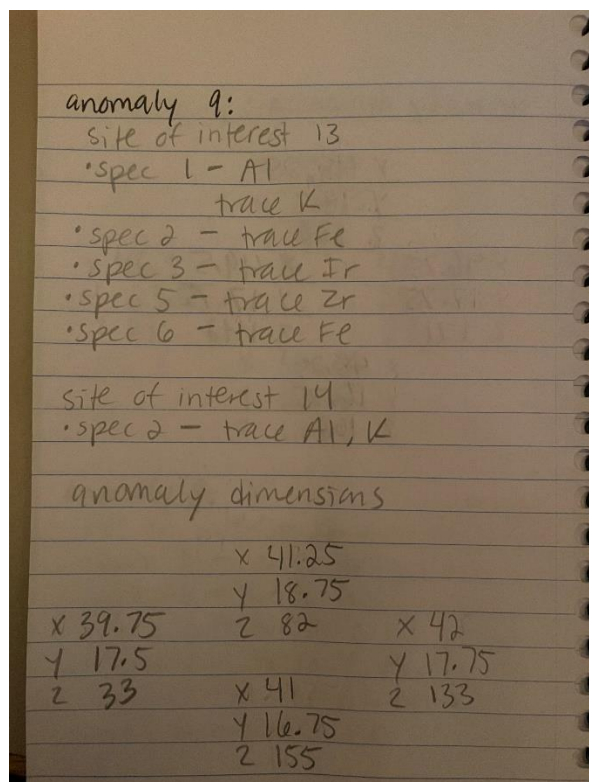 anomaly 9:
site of interest 13
•spec 1 - Al
trace K
•spec 2 - trace Fe
•spec 3 - trace Ir
•spec 5 - trace Zr
•spec 6 - trace Fe
site of interest 14
•spec 2 - trace Al, K
anomaly dimensions
x 41.25
y 18.75
z 82
x 39.75
y 17.5
z 33
x 42
y 17.75
z 133
x 41
y 16.75
z 155